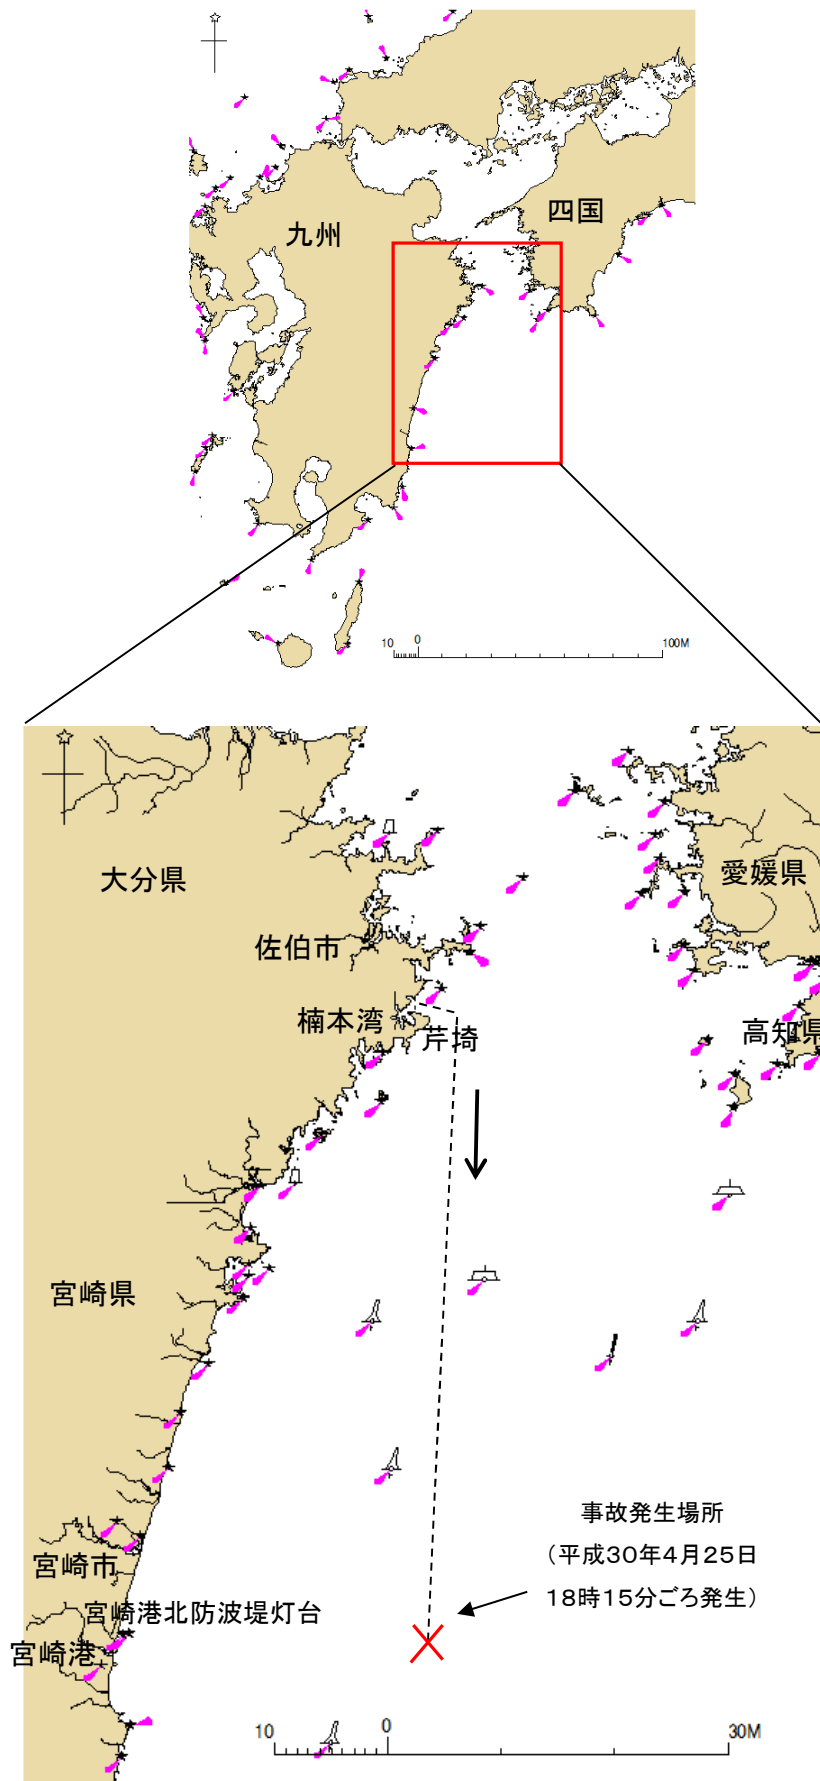 四国
九州
10 0 100M
大分県
愛媛県
佐伯市
楠本湾
芹埼
高知県
宮崎県
事故発生場所
（平成30年4月25日
18時15分ごろ発生）
宮崎市
宮崎港北防波堤灯台
宮崎港
10 0 30M